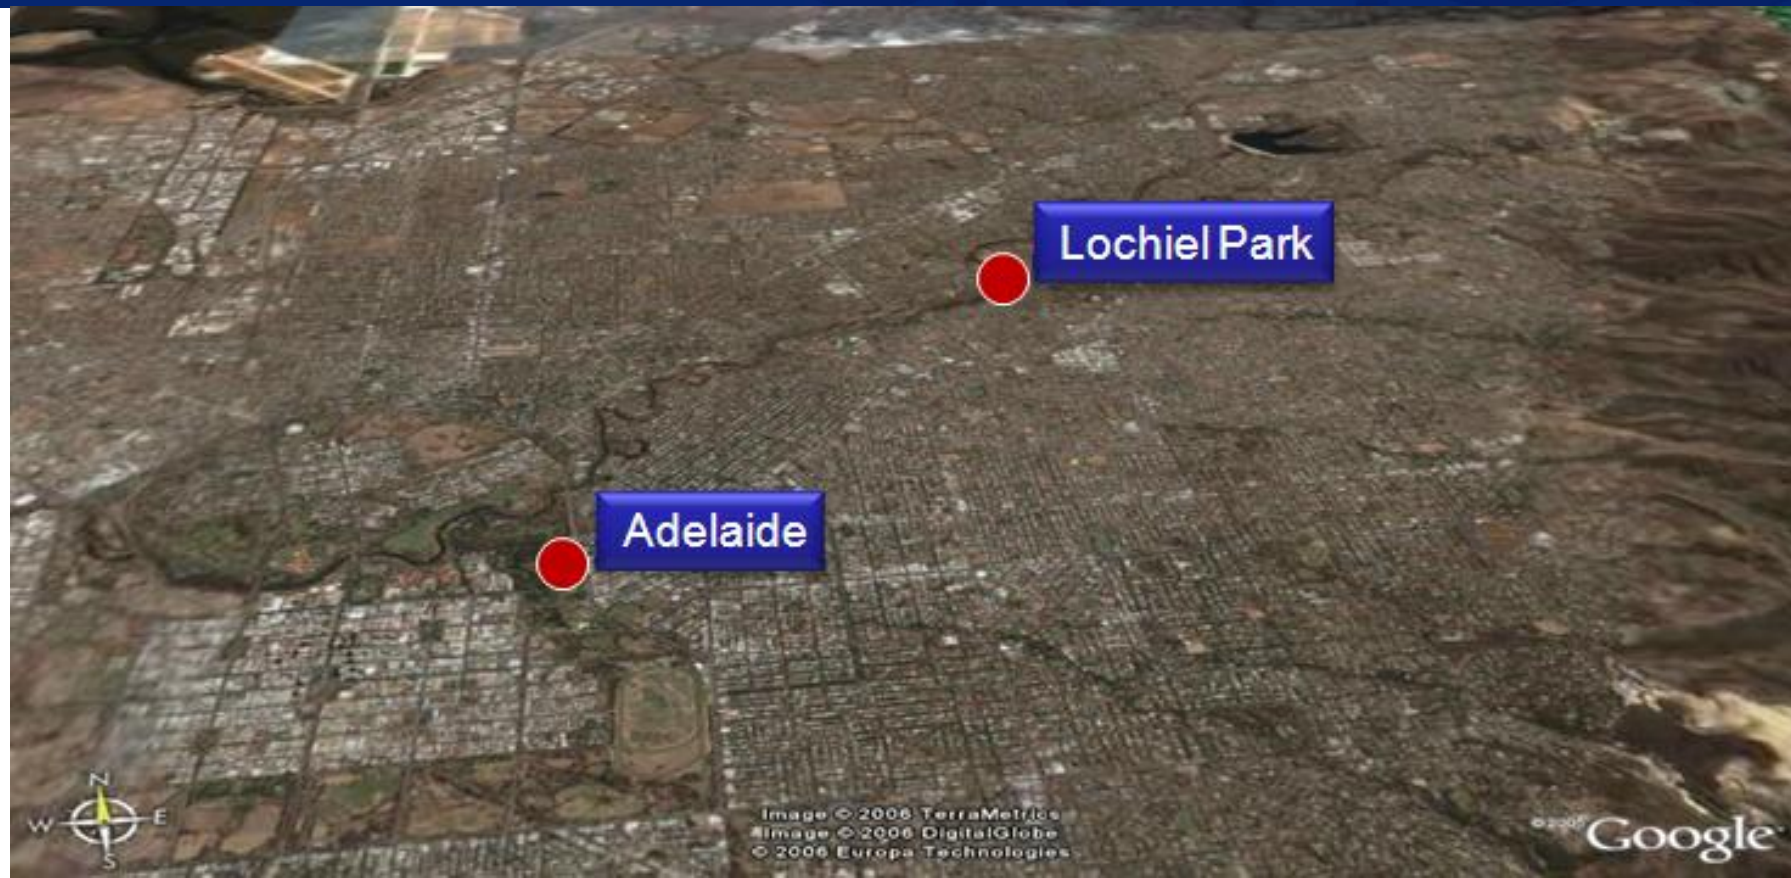 Lochiel Park
Adelaide
N
W E
S
Image © 2006 TerraMetrics
Image © 2006 DigitalGlobe
© 2006 Europa Technologies
Google